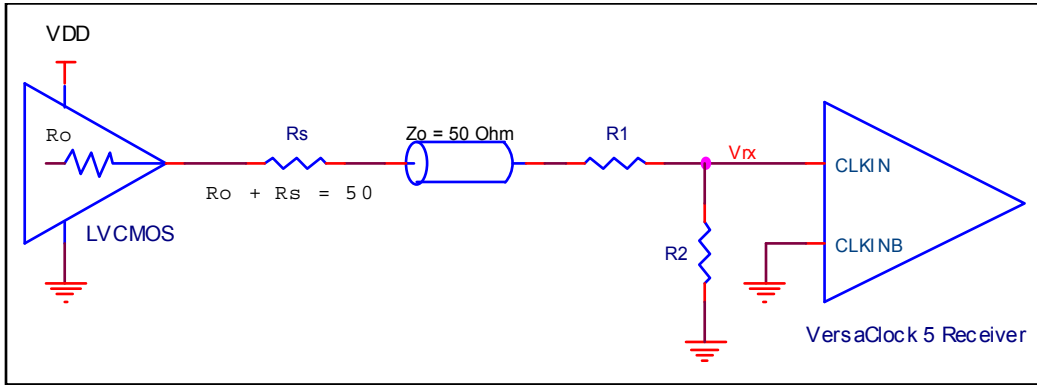 VDD
Ro
Rs
Zo = 50 Ohm
R1
Vrx
CLKIN
Ro + Rs = 50
LVCMOS
R2
CLKINB
VersaClock 5 Receiver